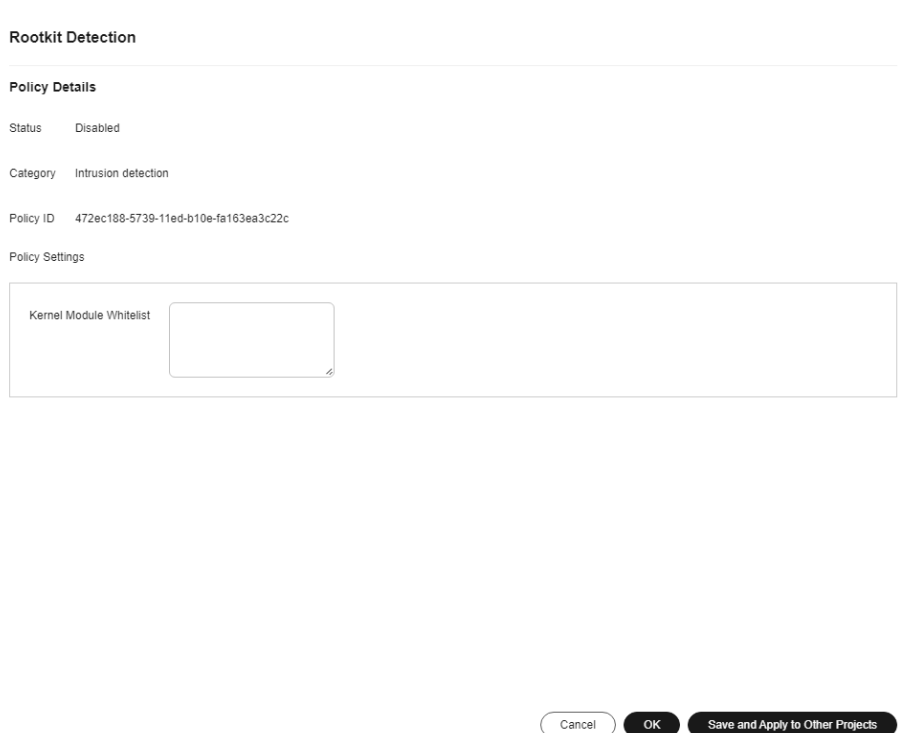 Rootkit Detection
Policy Details
Status Disabled
Category Intrusion detection
Policy ID 472ec188-5739-11ed-b10e-fa163ea3c22c
Policy Settings
Kernel Module Whitelist
Cancel OK Save and Apply to Other Projects